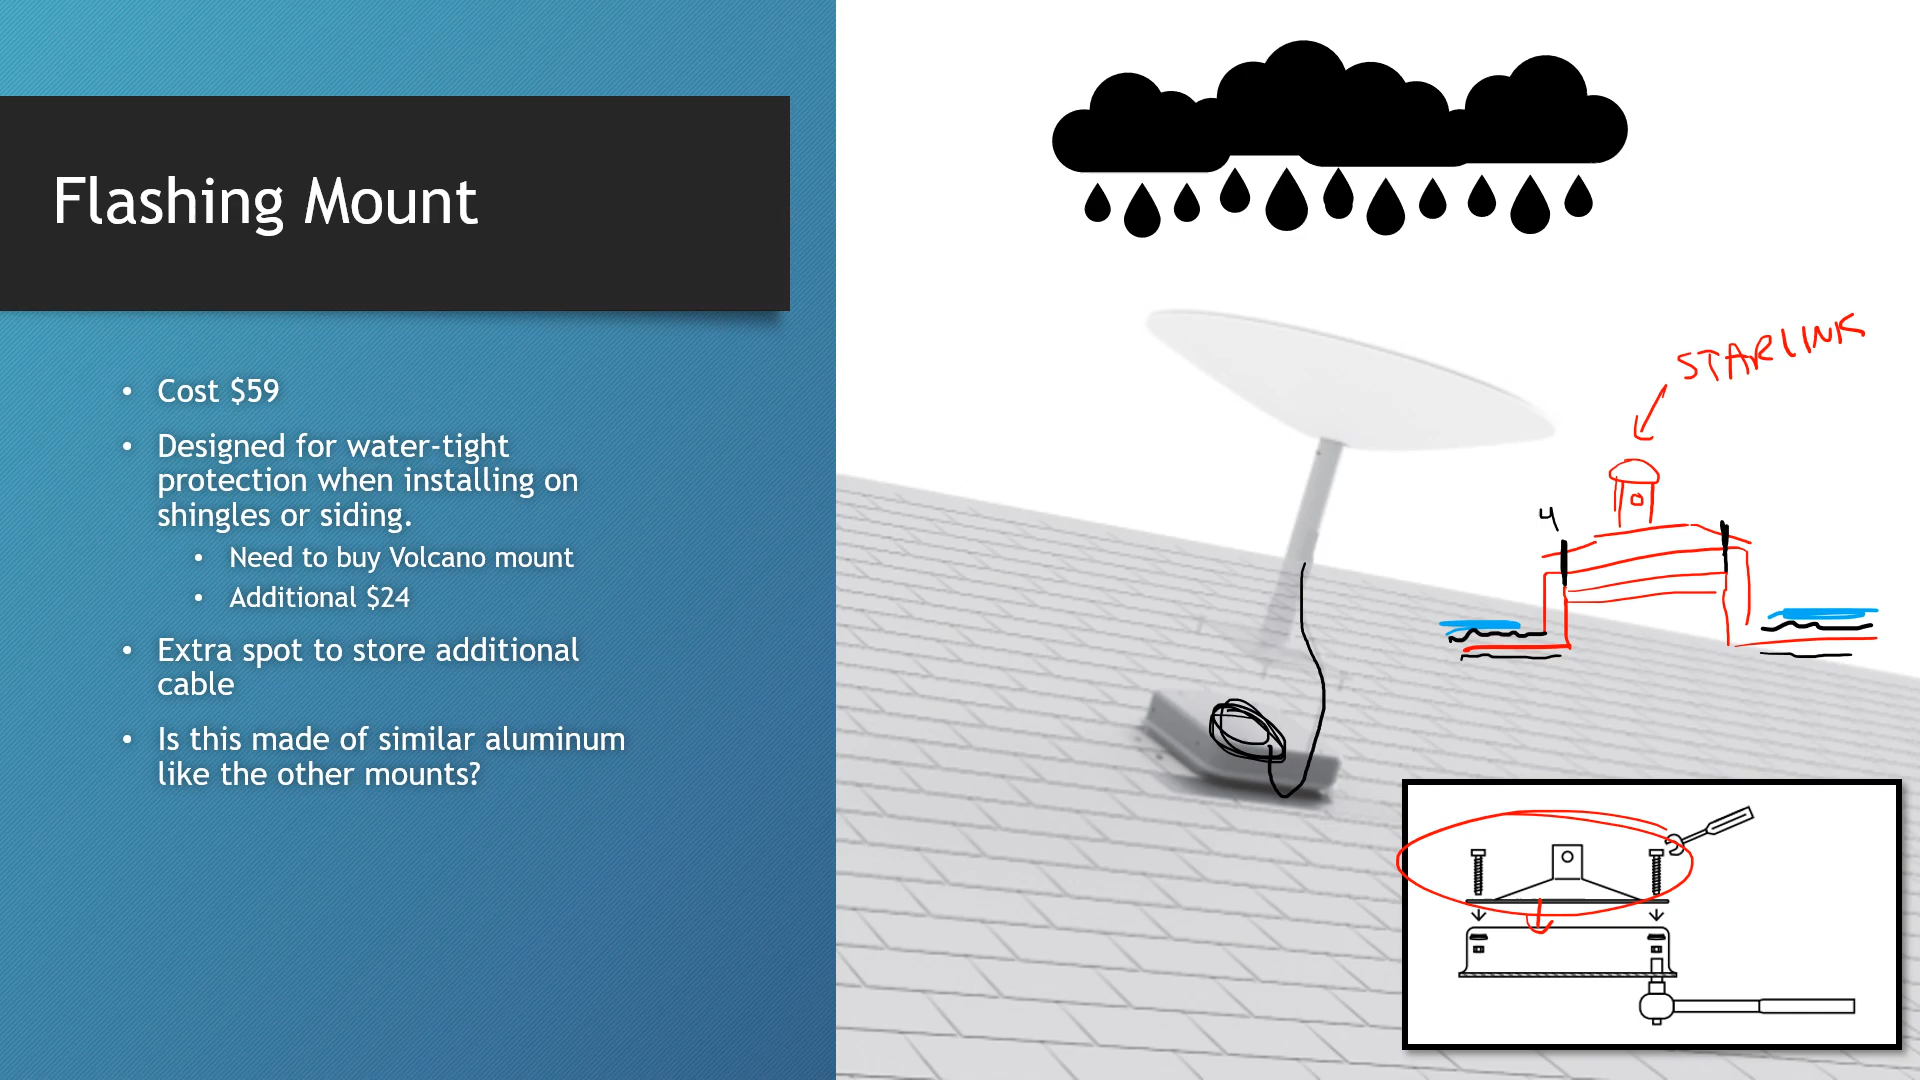 Flashing Mount
• Cost $59
• Designed for water-tight
protection when installing on
shingles or siding.
• Need to buy Volcano mount
• Additional $24
• Extra spot to store additional
cable
• Is this made of similar aluminum
like the other mounts?
STARLINK
4